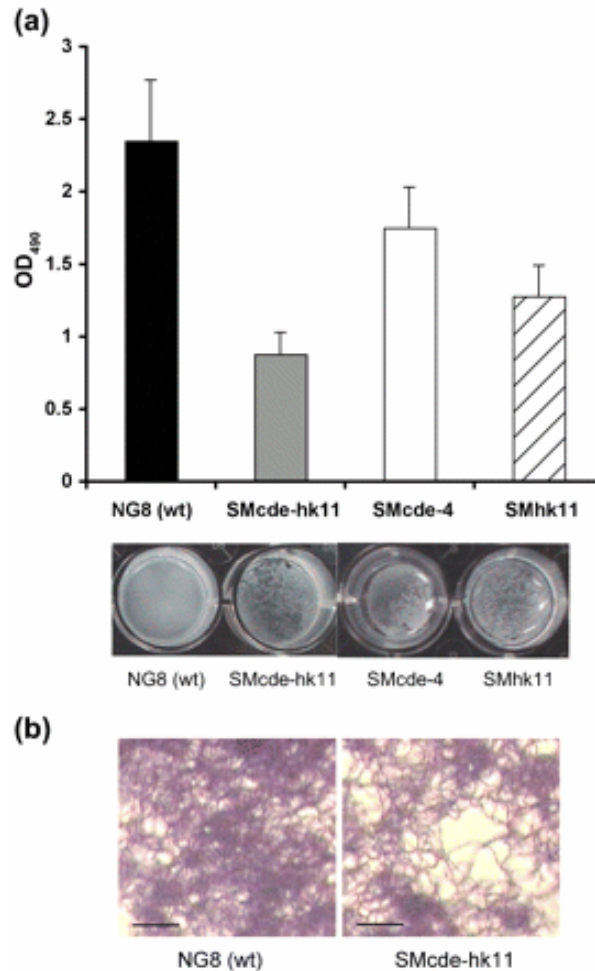 (a)
3
2.5
2
1.5
1
0.5
0
OD490
NG8 (wt) SMcde-hk11 SMcde-4 SMhk11
NG8 (wt) SMcde-hk11 SMcde-4 SMhk11
(b)
NG8 (wt) SMcde-hk11